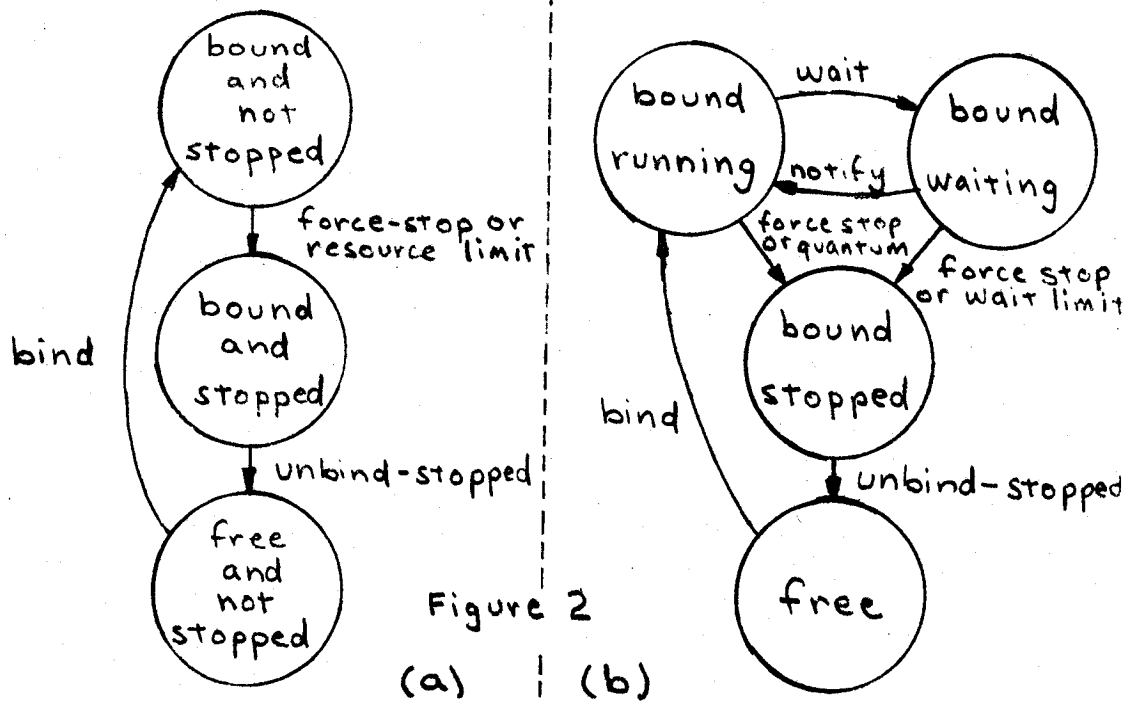 bound
and
not
stopped
force-stop or
resource limit
bound
and
stopped
bind
unbind-stopped
free
and
not
stopped
bound
running
wait
bound
waiting
notify
force stop
or quantum
force stop
or wait limit
bound
stopped
bind
unbind-stopped
free
Figure 2
(a)
(b)